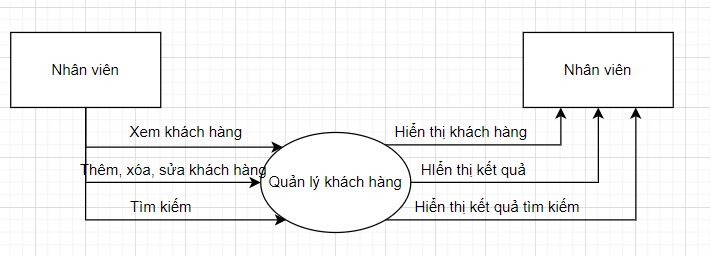 Nhân viên
Nhân viên
Xem khách hàng
Hiển thị khách hàng
Thêm, xóa, sửa khách hàng
HIển thị kết quả
Quản lý khách hàng
Tìm kiếm
Hiển thị kết quả tìm kiếm